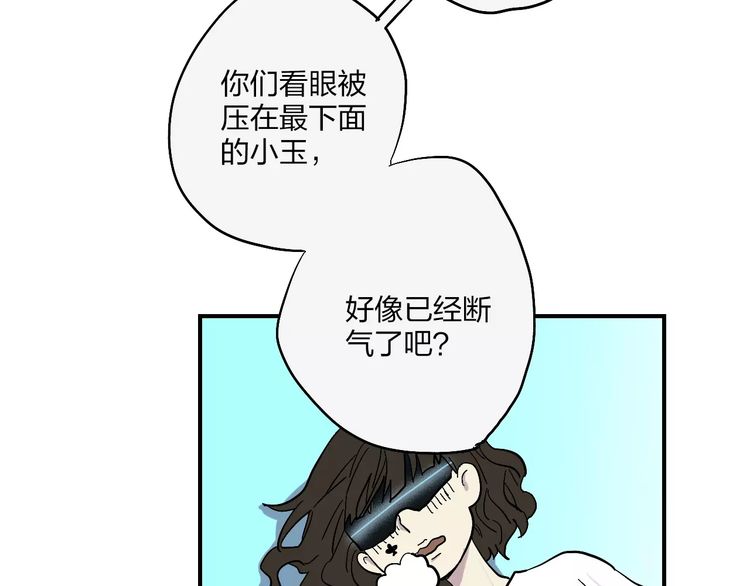 你们看眼被
压在最下面
的小玉，
好像已经断
气了吧？